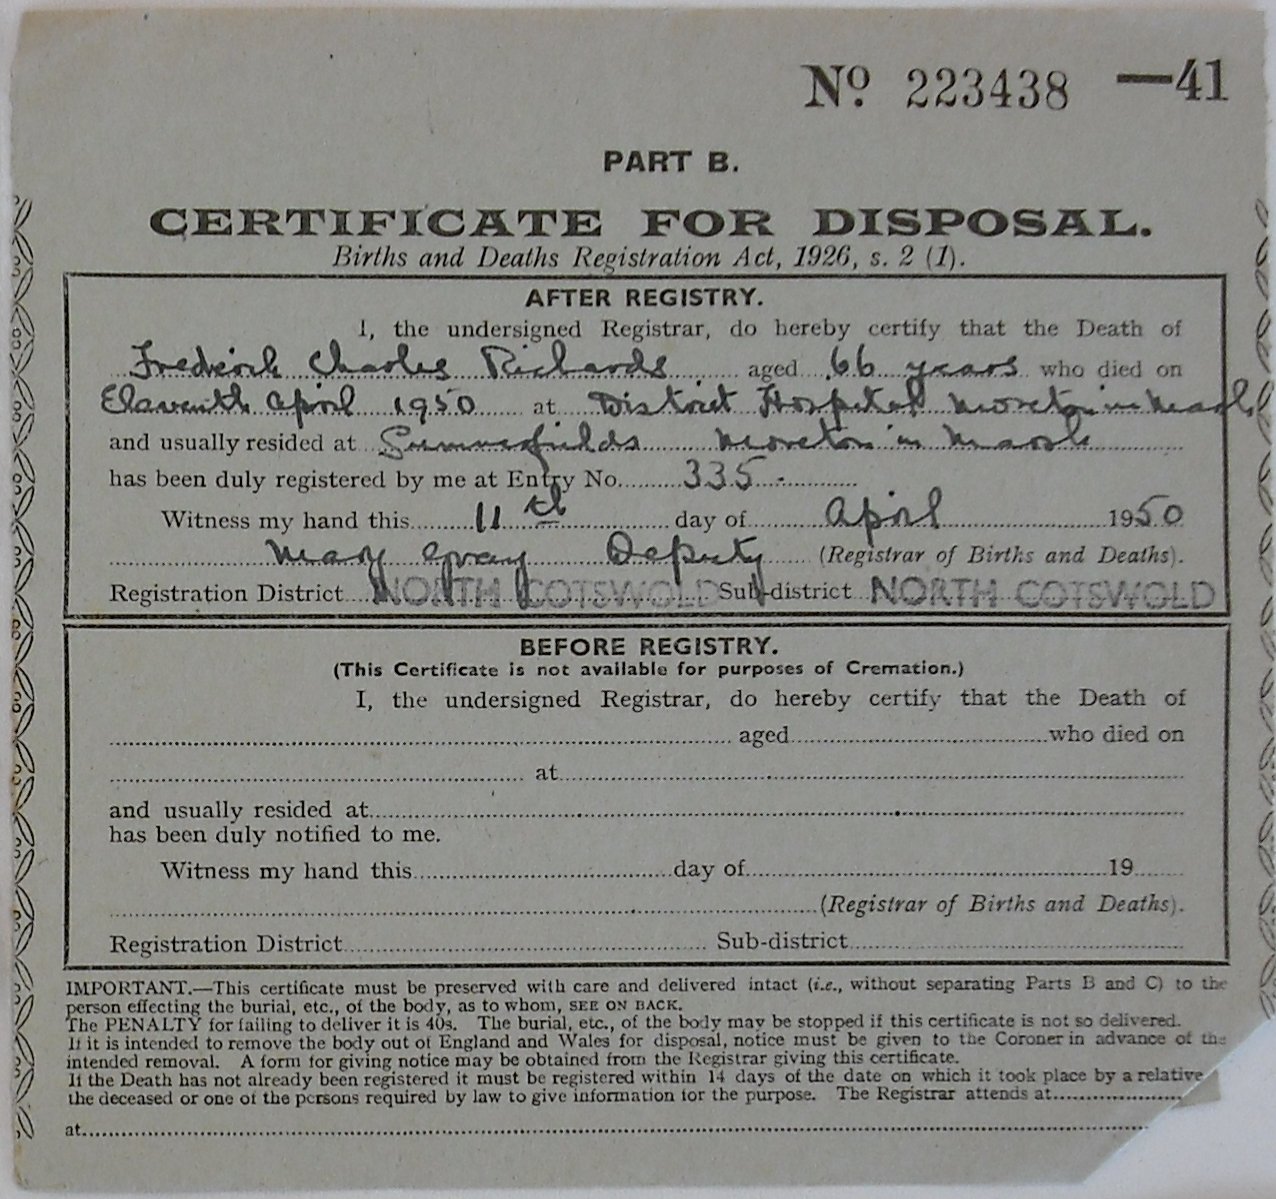 No. 223438 —41
PART B.
CERTIFICATE FOR DISPOSAL.
Births and Deaths Registration Act, 1926, s. 2 (1).
AFTER REGISTRY.
I, the undersigned Registrar, do hereby certify that the Death of
Frederick Charles Richards aged 66 years who died on
Eleventh April 1950 at District Hospital Moreton in Marsh
and usually resided at Summerfields Moreton in Marsh
has been duly registered by me at Entry No. 335.
Witness my hand this 11th day of April 1950
Mary Gray Deputy (Registrar of Births and Deaths).
Registration District NORTH COTSWOLD Sub-district NORTH COTSWOLD
BEFORE REGISTRY.
(This Certificate is not available for purposes of Cremation.)
I, the undersigned Registrar, do hereby certify that the Death of
aged who died on
at
and usually resided at
has been duly notified to me.
Witness my hand this day of 19
(Registrar of Births and Deaths).
Registration District Sub-district
IMPORTANT.—This certificate must be preserved with care and delivered intact (i.e., without separating Parts B and C) to the
person effecting the burial, etc., of the body, as to whom, SEE ON BACK.
The PENALTY for failing to deliver it is 40s. The burial, etc., of the body may be stopped if this certificate is not so delivered.
If it is intended to remove the body out of England and Wales for disposal, notice must be given to the Coroner in advance of the
intended removal. A form for giving notice may be obtained from the Registrar giving this certificate.
If the Death has not already been registered it must be registered within 14 days of the date on which it took place by a relative
the deceased or one of the persons required by law to give information for the purpose. The Registrar attends at
at